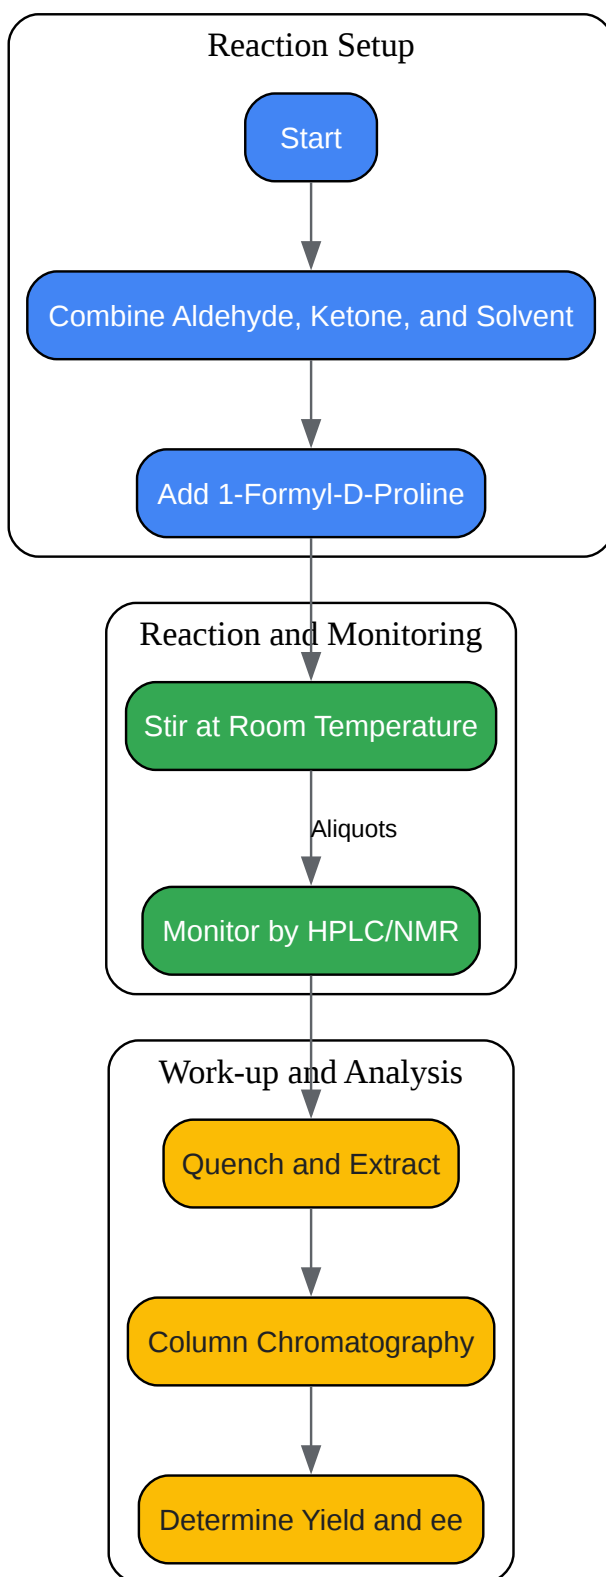 Reaction Setup
Start
Combine Aldehyde, Ketone, and Solvent
Add 1-Formyl-D-Proline
Reaction and Monitoring
Stir at Room Temperature
Aliquots
Monitor by HPLC/NMR
Work-up and Analysis
Quench and Extract
Column Chromatography
Determine Yield and ee